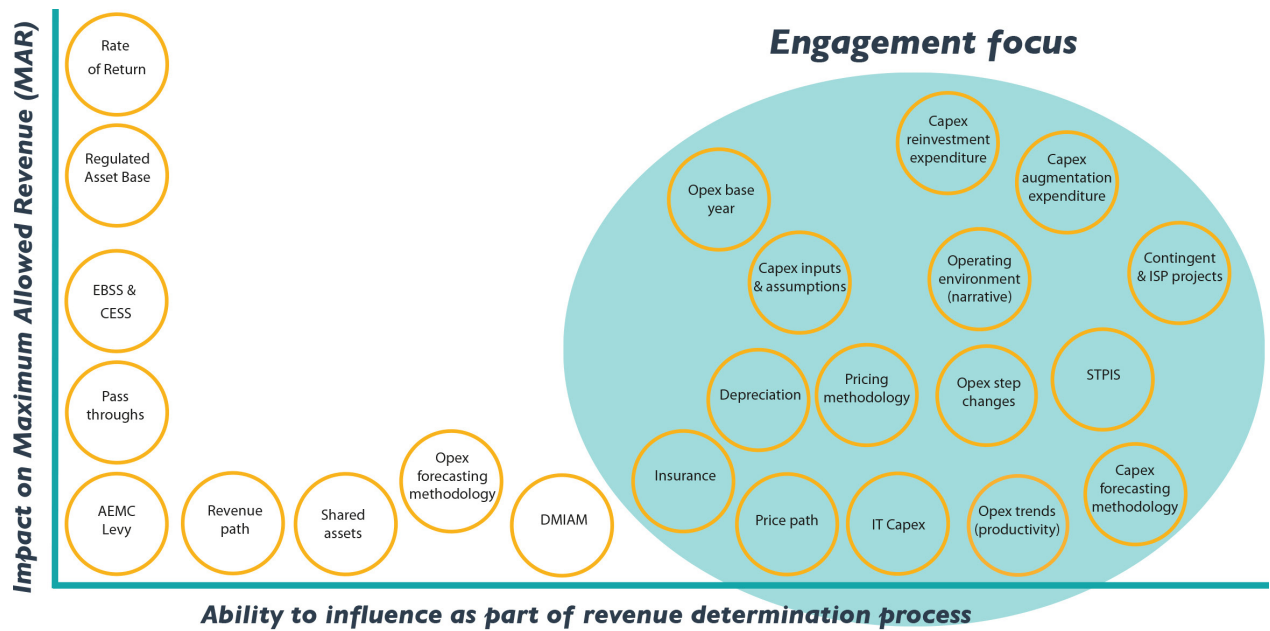 Engagement focus
Impact on Maximum Allowed Revenue (MAR)
Rate
of Return
Regulated
Asset Base
EBSS &
CESS
Pass
throughs
AEMC
Levy
Revenue
path
Shared
assets
Opex
forecasting
methodology
DMIAM
Opex base
year
Capex
reinvestment
expenditure
Capex
augmentation
expenditure
Capex inputs
& assumptions
Operating
environment
(narrative)
Contingent
& ISP projects
Depreciation
Pricing
methodology
Opex step
changes
STPIS
Insurance
Price path
IT Capex
Opex trends
(productivity)
Capex
forecasting
methodology
Ability to influence as part of revenue determination process